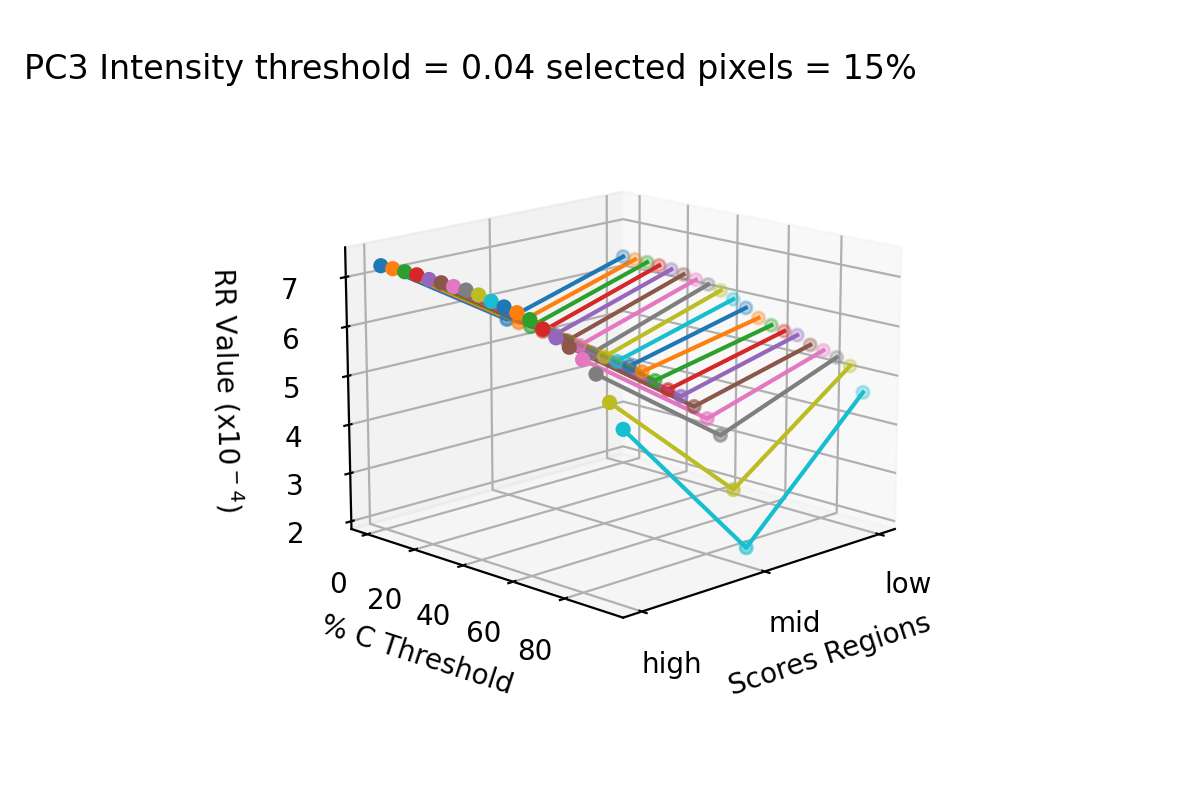 PC3 Intensity threshold = 0.04 selected pixels = 15%
RR Value (x10⁻⁴)
7
6
5
4
3
2
0
20
40
60
80
% C Threshold
high
mid
low
Scores Regions